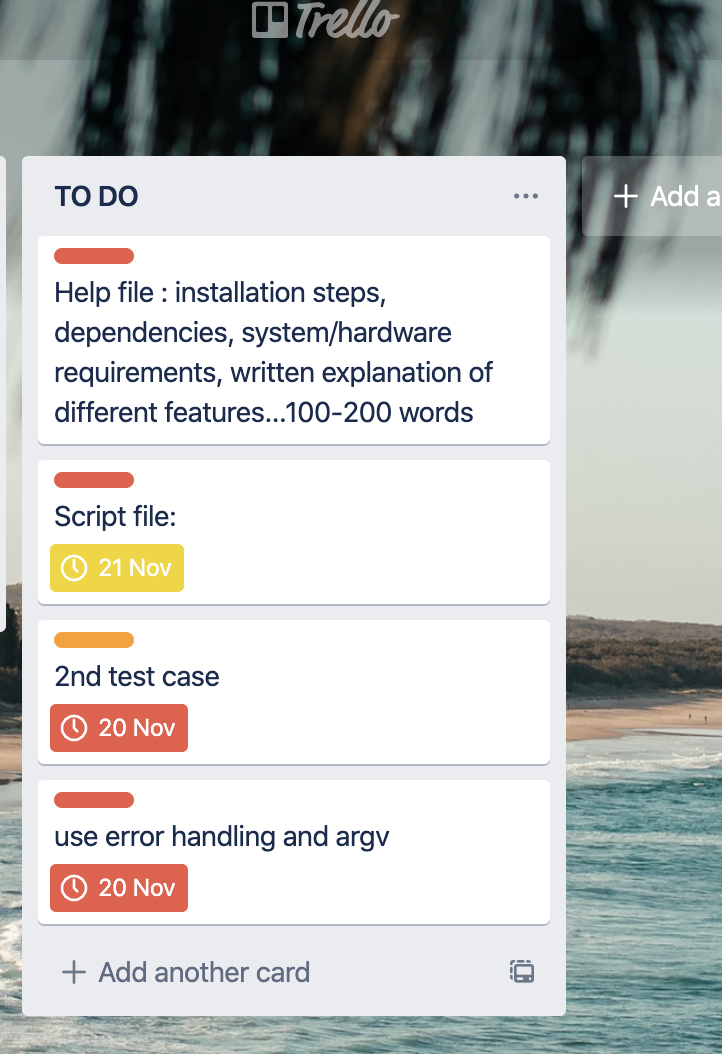 Trello
TO DO
Add a
Help file : installation steps,
dependencies, system/hardware
requirements, written explanation of
different features...100-200 words
Script file:
21 Nov
2nd test case
20 Nov
use error handling and argv
20 Nov
Add another card